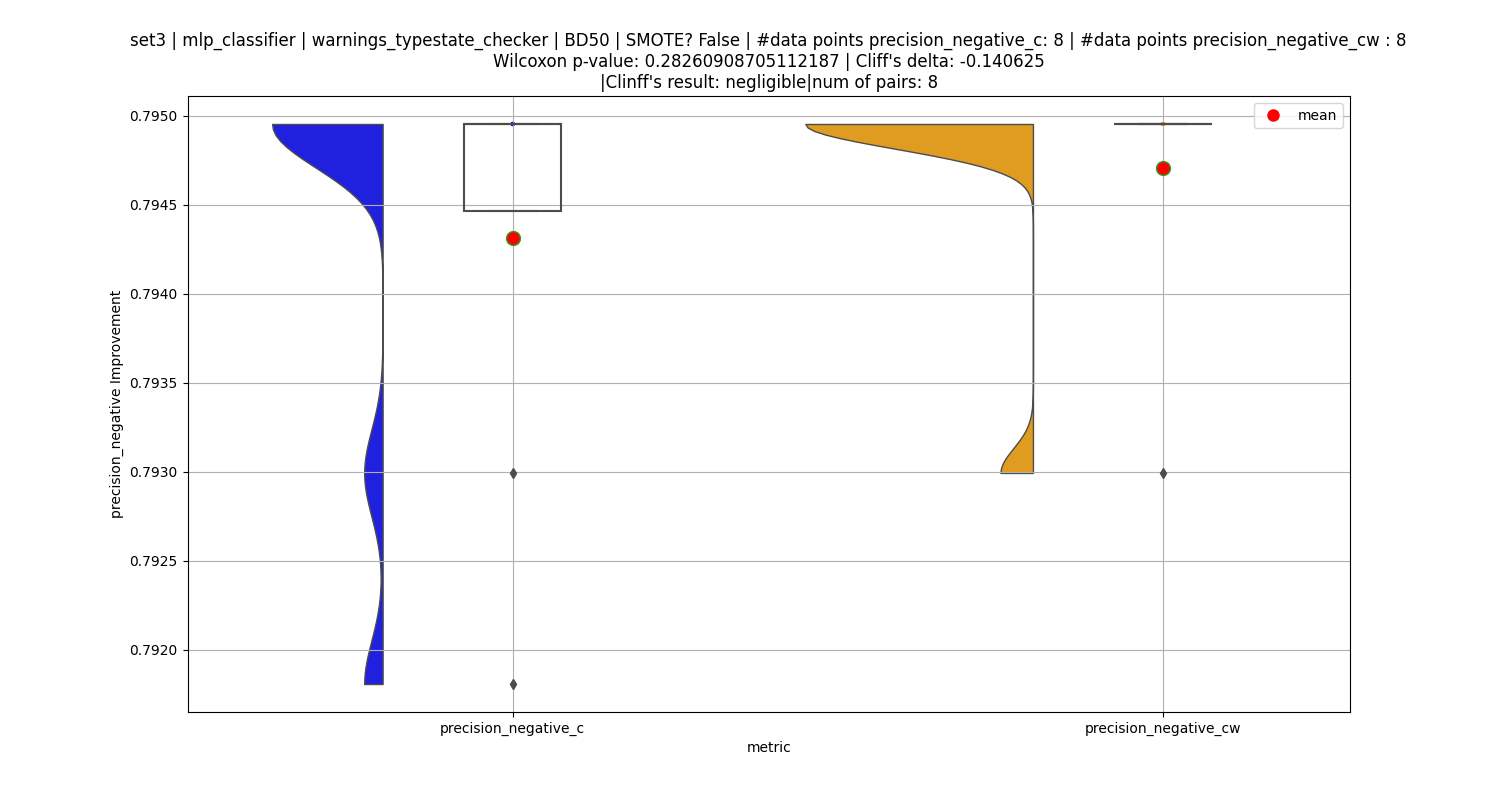 set3 | mlp_classifier | warnings_typestate_checker | BD50 | SMOTE? False | #data points precision_negative_c: 8 | #data points precision_negative_cw : 8
Wilcoxon p-value: 0.28260908705112187 | Cliff's delta: -0.140625
|Clinff's result: negligible|num of pairs: 8
mean
precision_negative Improvement
0.7950
0.7945
0.7940
0.7935
0.7930
0.7925
0.7920
precision_negative_c
precision_negative_cw
metric